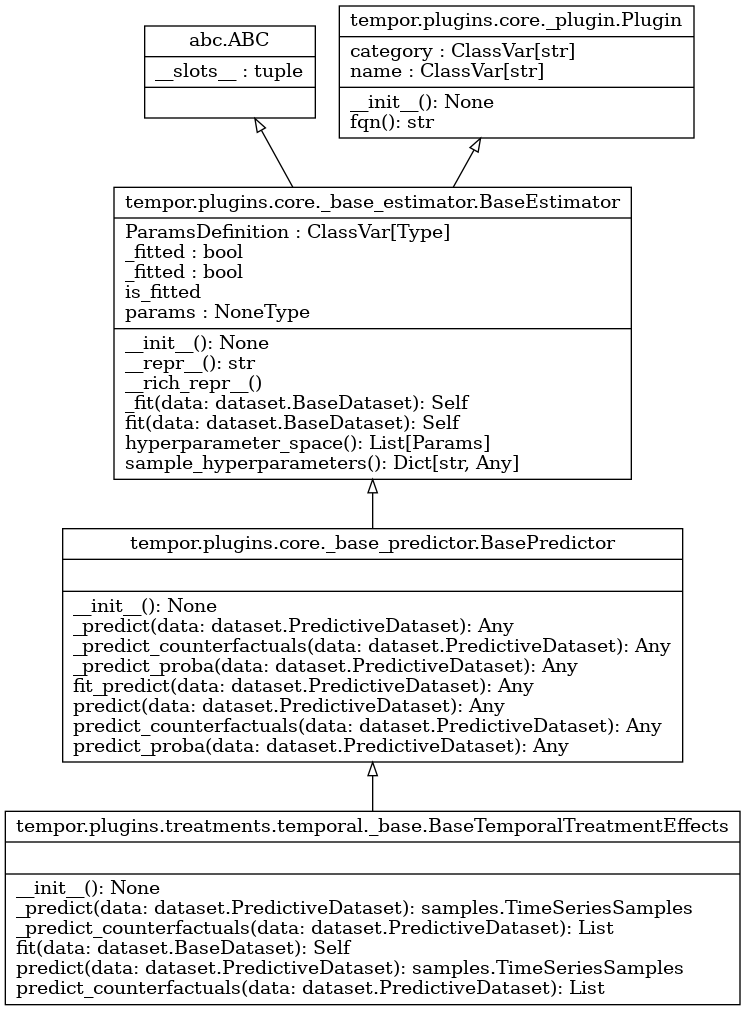 abc.ABC
__slots__ : tuple
tempor.plugins.core._plugin.Plugin
category : ClassVar[str]
name : ClassVar[str]
__init__(): None
fqn(): str
tempor.plugins.core._base_estimator.BaseEstimator
ParamsDefinition : ClassVar[Type]
_fitted : bool
_fitted : bool
is_fitted
params : NoneType
__init__(): None
__repr__(): str
__rich_repr__()
_fit(data: dataset.BaseDataset): Self
fit(data: dataset.BaseDataset): Self
hyperparameter_space(): List[Params]
sample_hyperparameters(): Dict[str, Any]
tempor.plugins.core._base_predictor.BasePredictor
__init__(): None
_predict(data: dataset.PredictiveDataset): Any
_predict_counterfactuals(data: dataset.PredictiveDataset): Any
_predict_proba(data: dataset.PredictiveDataset): Any
fit_predict(data: dataset.PredictiveDataset): Any
predict(data: dataset.PredictiveDataset): Any
predict_counterfactuals(data: dataset.PredictiveDataset): Any
predict_proba(data: dataset.PredictiveDataset): Any
tempor.plugins.treatments.temporal._base.BaseTemporalTreatmentEffects
__init__(): None
_predict(data: dataset.PredictiveDataset): samples.TimeSeriesSamples
_predict_counterfactuals(data: dataset.PredictiveDataset): List
fit(data: dataset.BaseDataset): Self
predict(data: dataset.PredictiveDataset): samples.TimeSeriesSamples
predict_counterfactuals(data: dataset.PredictiveDataset): List